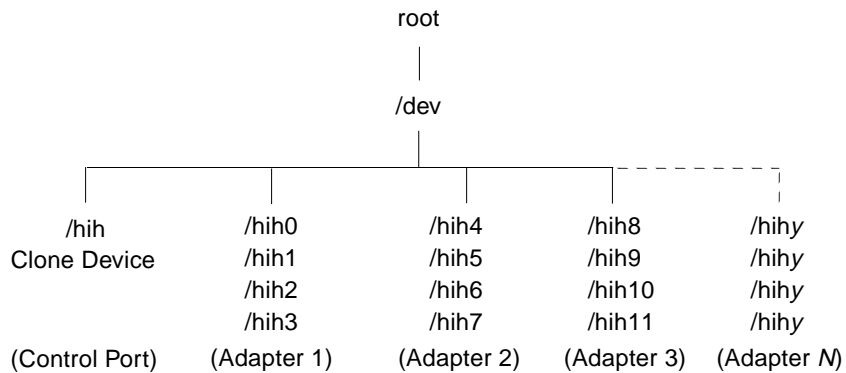 root
/dev
/hih /hih0 /hih4 /hih8 /hihy
Clone Device /hih1 /hih5 /hih9 /hihy
/hih2 /hih6 /hih10 /hihy
/hih3 /hih7 /hih11 /hihy
(Control Port) (Adapter 1) (Adapter 2) (Adapter 3) (Adapter N)